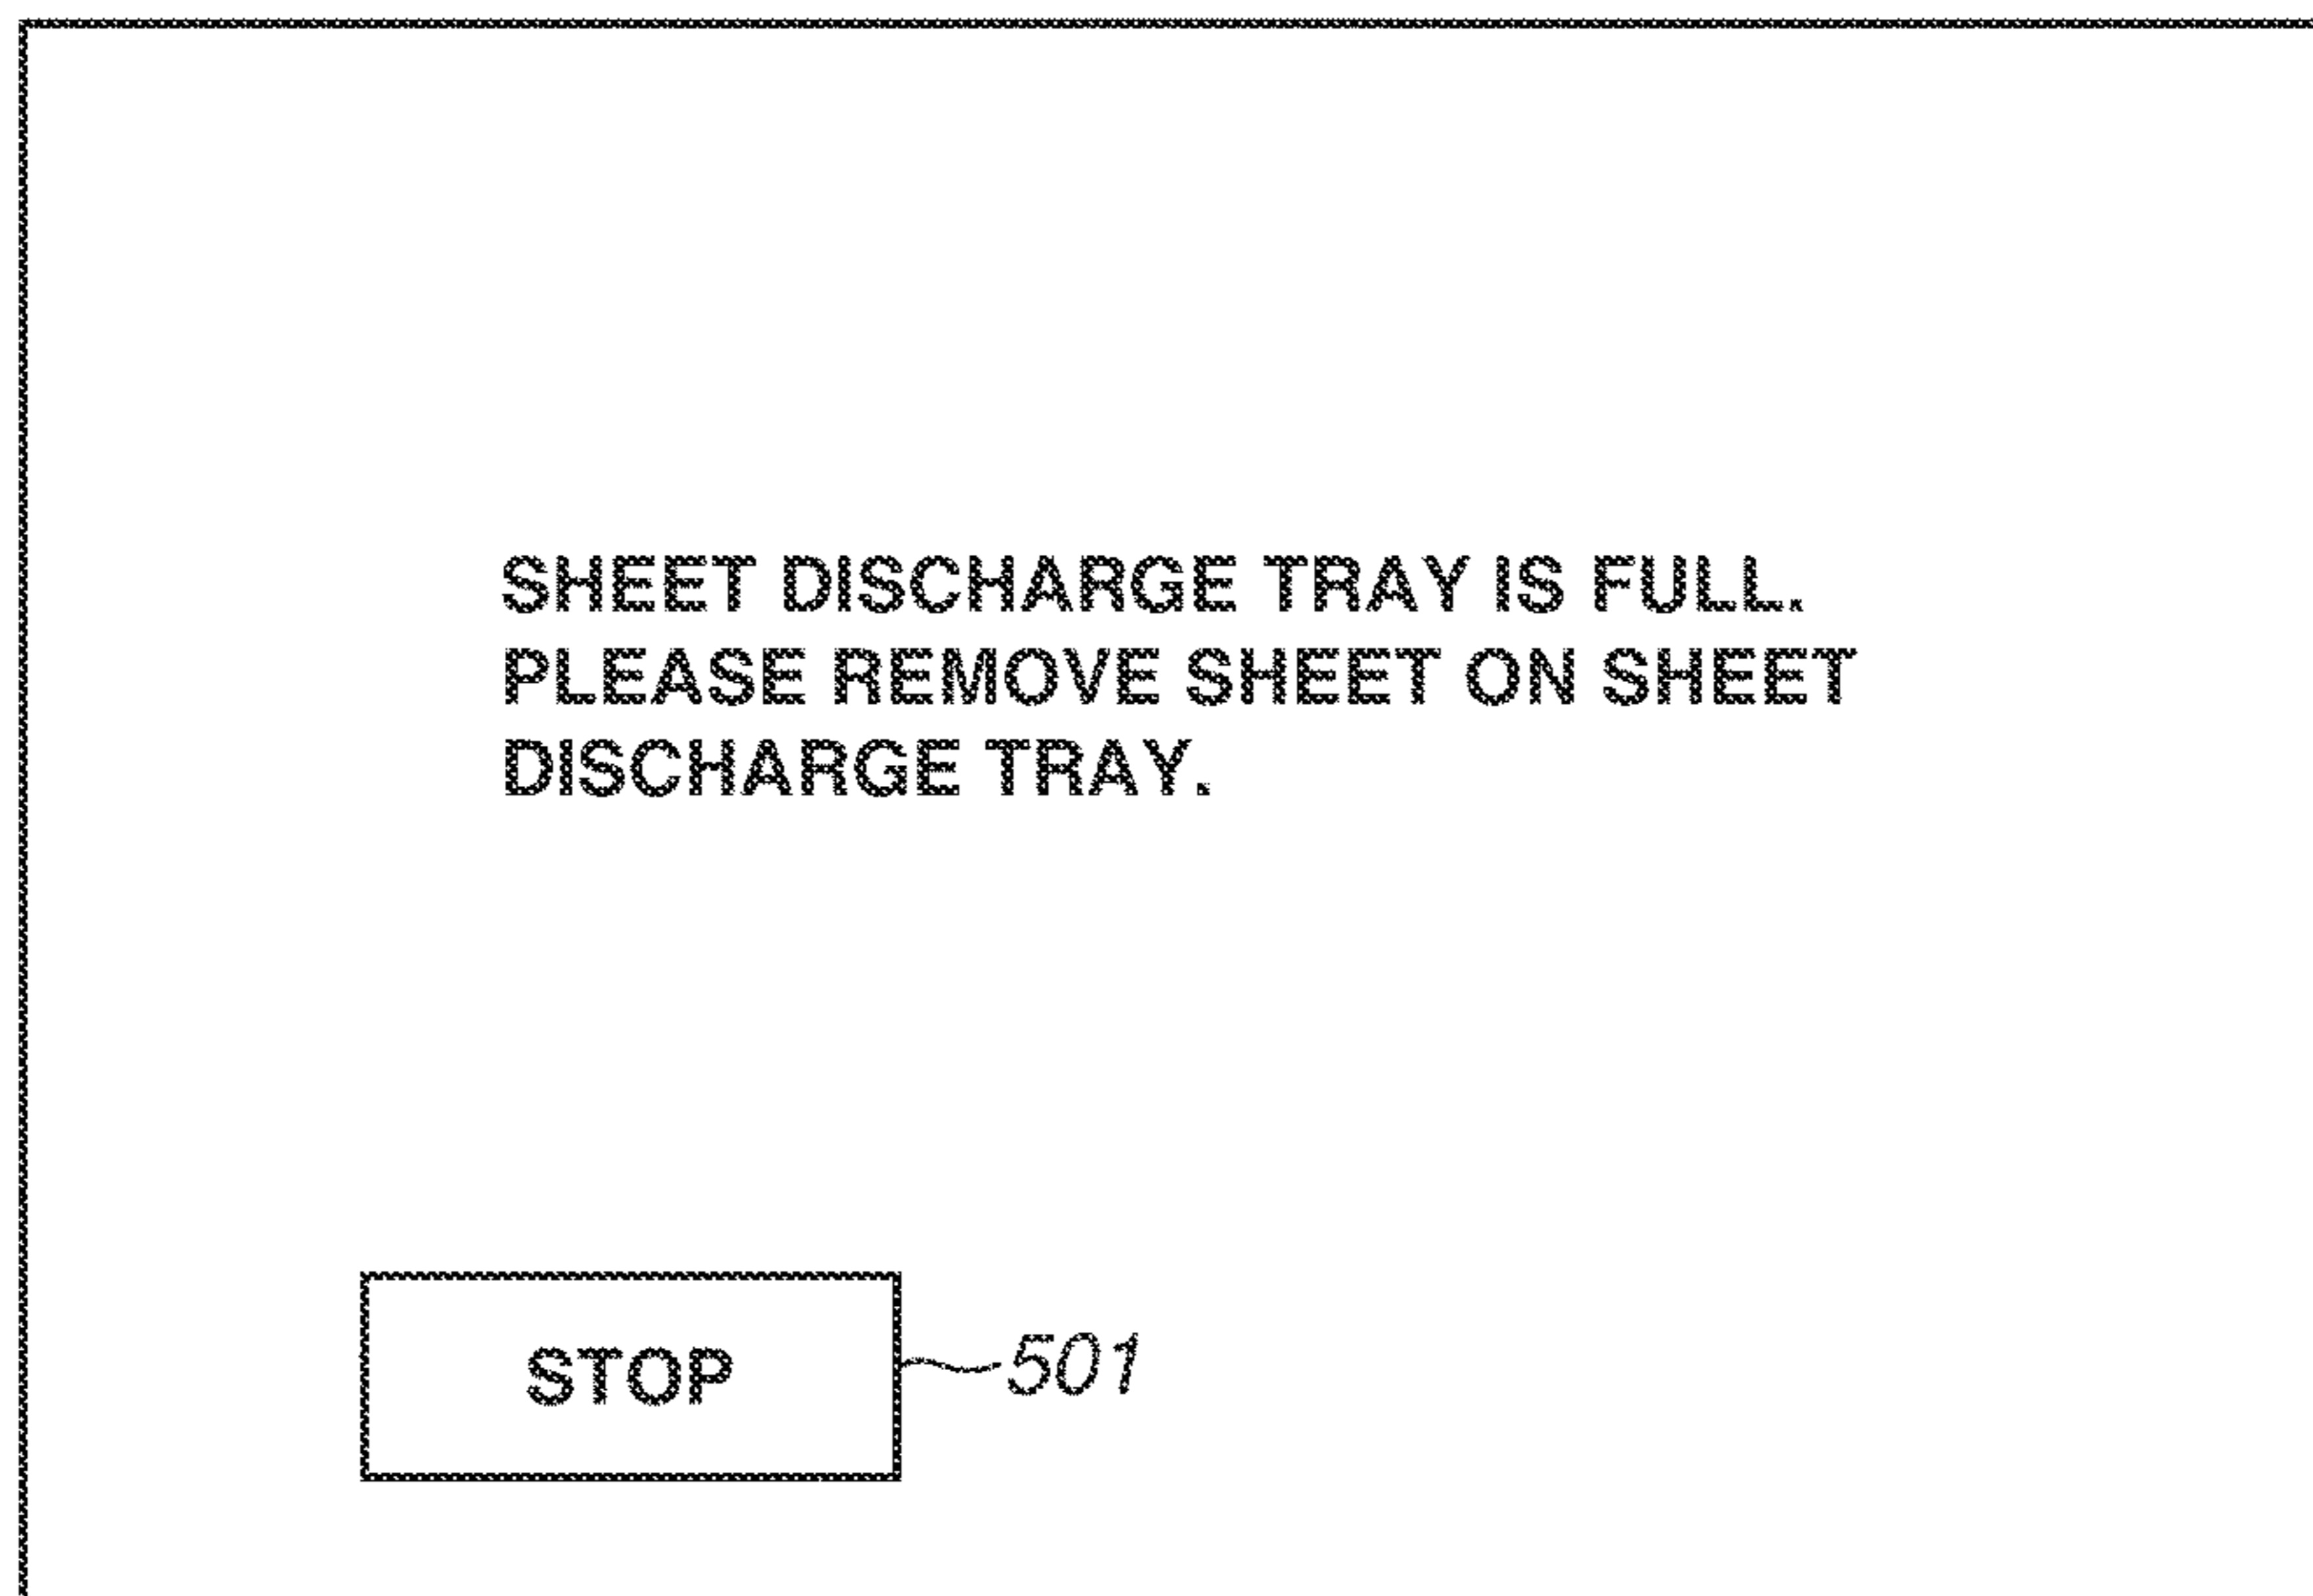 SHEET DISCHARGE TRAY IS FULL.
PLEASE REMOVE SHEET ON SHEET
DISCHARGE TRAY.
STOP
501